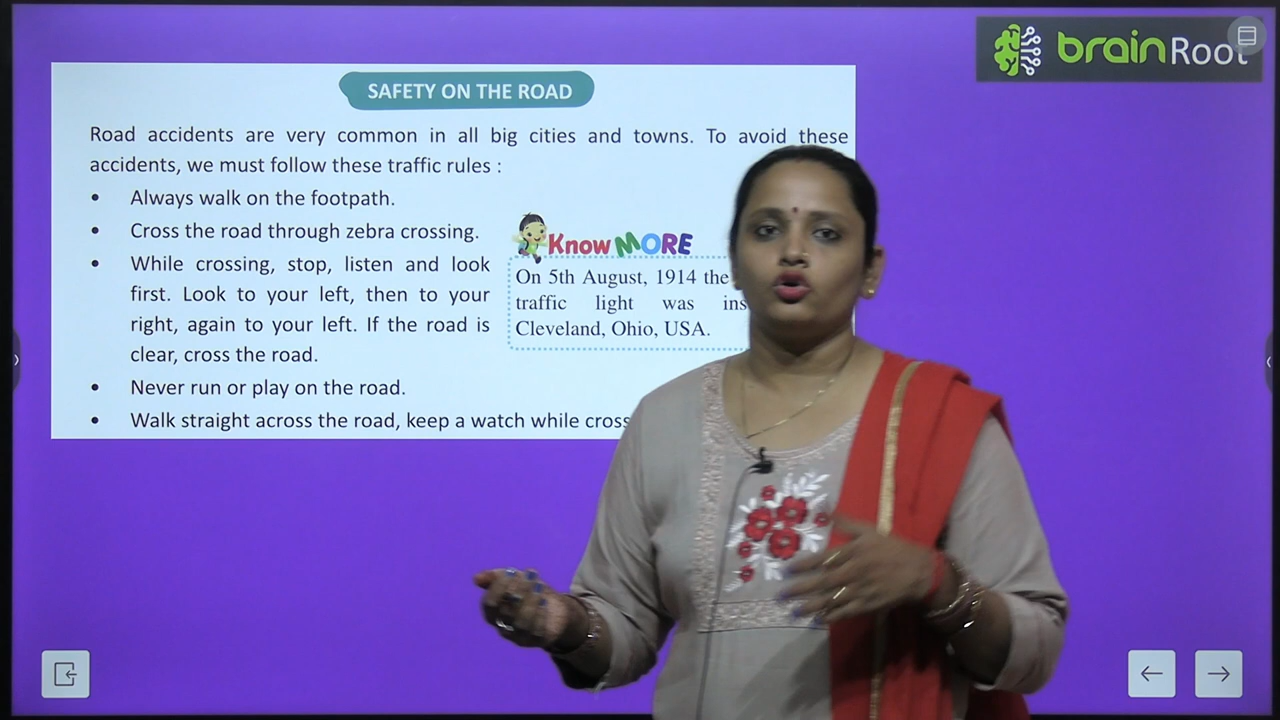 brainRoot
SAFETY ON THE ROAD
Road accidents are very common in all big cities and towns. To avoid these
accidents, we must follow these traffic rules :
• Always walk on the footpath.
• Cross the road through zebra crossing.
• While crossing, stop, listen and look
first. Look to your left, then to your
right, again to your left. If the road is
clear, cross the road.
Know MORE
On 5th August, 1914 the
traffic light was
Cleveland, Ohio, USA.
• Never run or play on the road.
• Walk straight across the road, keep a watch while